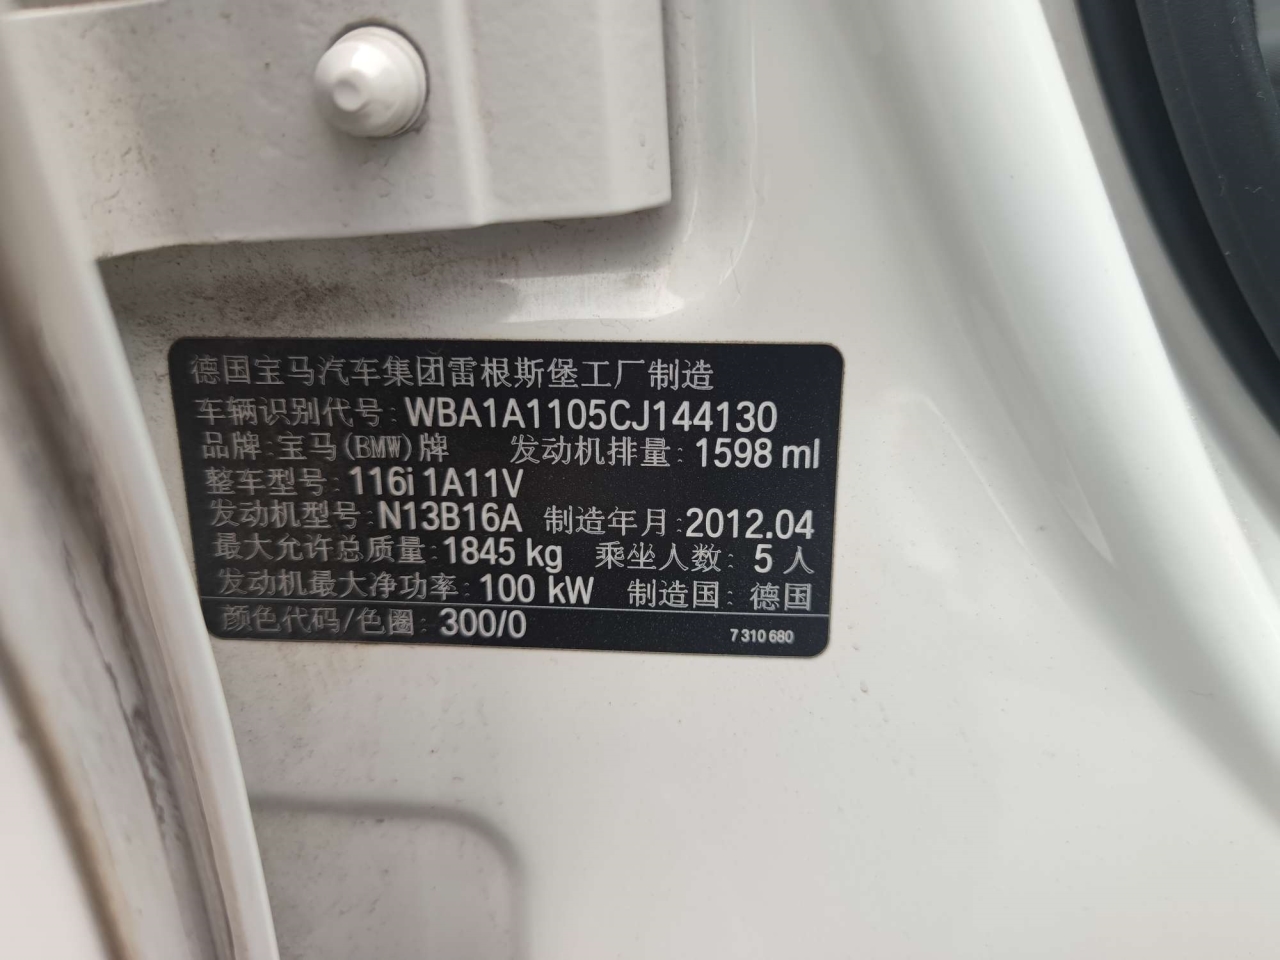 德国宝马汽车集团雷根斯堡工厂制造
车辆识别代号: WBA1A1105CJ144130
品牌:宝马(BMW)牌 发动机排量: 1598 ml
整车型号: 116i 1A11V
发动机型号: N13B16A 制造年月:2012.04
最大允许总质量: 1845 kg 乘坐人数: 5 人
发动机最大净功率: 100 kW 制造国: 德国
颜色代码/色圈: 300/0 7 310 680